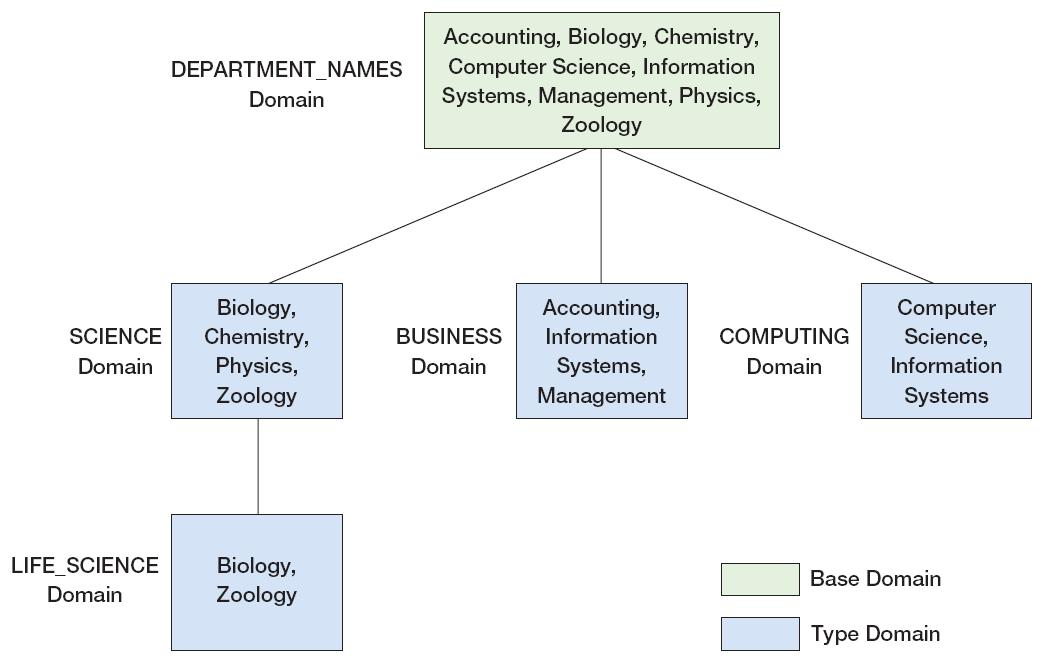 DEPARTMENT_NAMES
Domain
Accounting, Biology, Chemistry,
Computer Science, Information
Systems, Management, Physics,
Zoology
SCIENCE
Domain
Biology,
Chemistry,
Physics,
Zoology
BUSINESS
Domain
Accounting,
Information
Systems,
Management
COMPUTING
Domain
Computer
Science,
Information
Systems
LIFE_SCIENCE
Domain
Biology,
Zoology
Base Domain
Type Domain